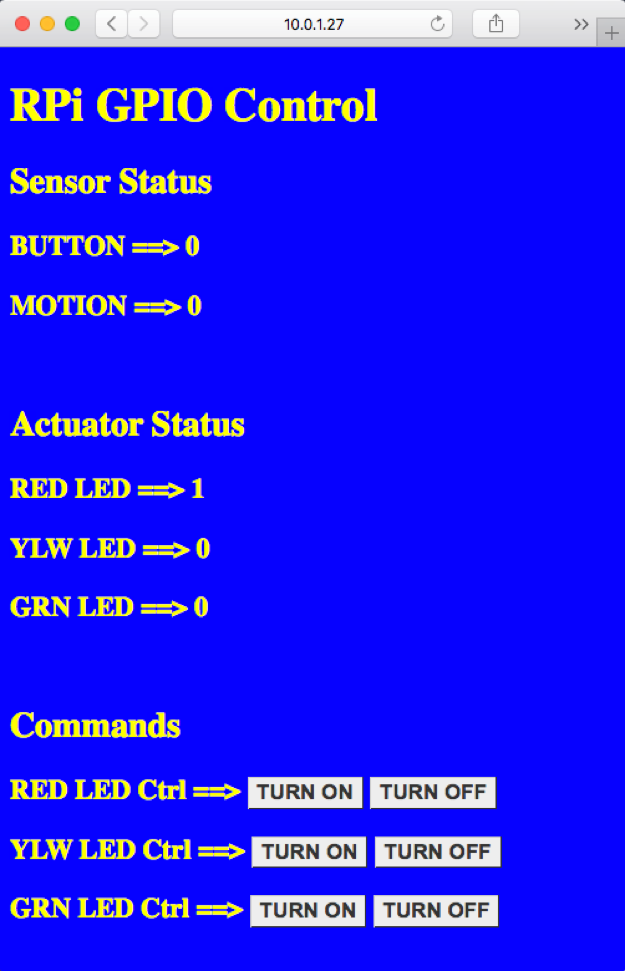 10.0.1.27
RPi GPIO Control
Sensor Status
BUTTON ==> 0
MOTION ==> 0
Actuator Status
RED LED ==> 1
YLW LED ==> 0
GRN LED ==> 0
Commands
RED LED Ctrl ==> TURN ON TURN OFF
YLW LED Ctrl ==> TURN ON TURN OFF
GRN LED Ctrl ==> TURN ON TURN OFF